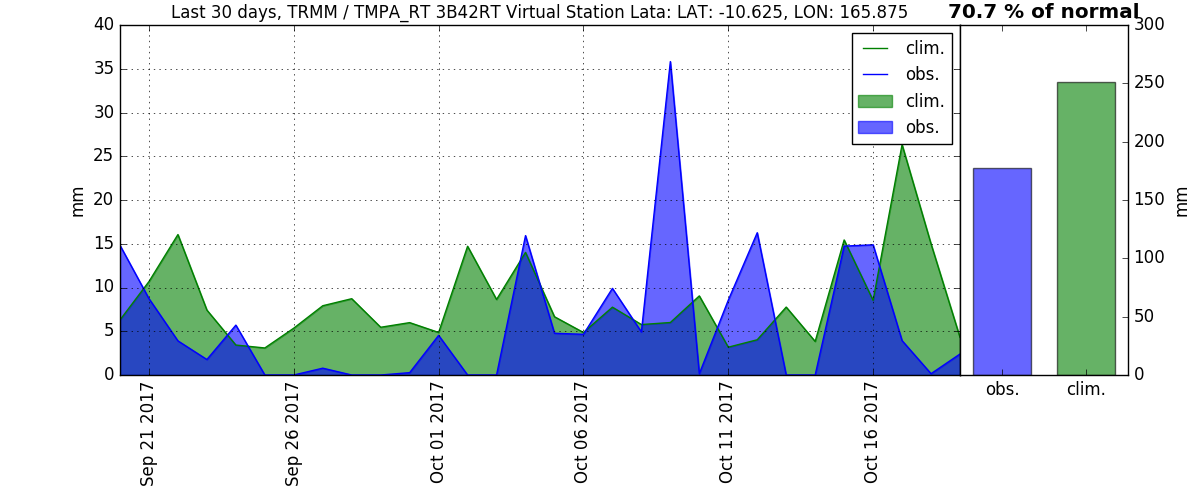 Last 30 days, TRMM / TMPA_RT 3B42RT Virtual Station Lata: LAT: -10.625, LON: 165.875
70.7 % of normal
40
35
30
25
20
15
10
5
0
mm
clim.
obs.
clim.
obs.
Sep 21 2017
Sep 26 2017
Oct 01 2017
Oct 06 2017
Oct 11 2017
Oct 16 2017
300
250
200
150
100
50
0
mm
obs.
clim.